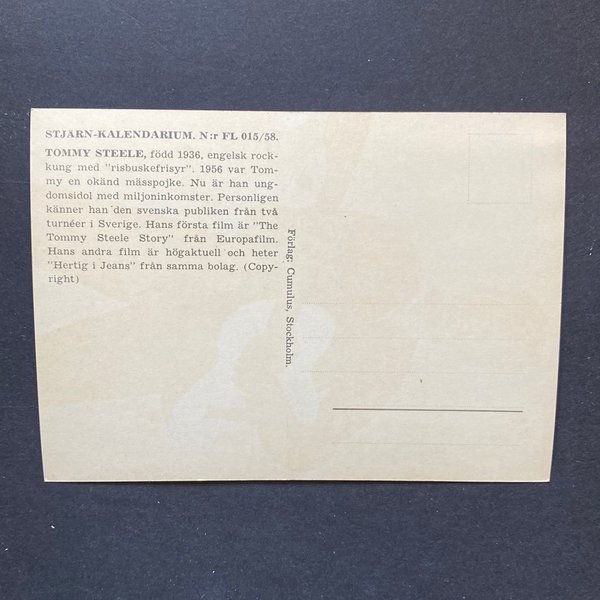 STJÄRN-KALENDARIUM. N:r FL 015/58.
TOMMY STEELE, född 1936, engelsk rock-
kung med "risbuskefrisyr". 1956 var Tom-
my en okänd mässpojke. Nu är han ung-
domsidol med miljoninkomster. Personligen
känner han den svenska publiken från två
turnéer i Sverige. Hans första film är "The
Tommy Steele Story" från Europafilm.
Hans andra film är högaktuell och heter
"Hertig i Jeans" från samma bolag. (Copy-
right)
Förlag: Cumulus, Stockholm.